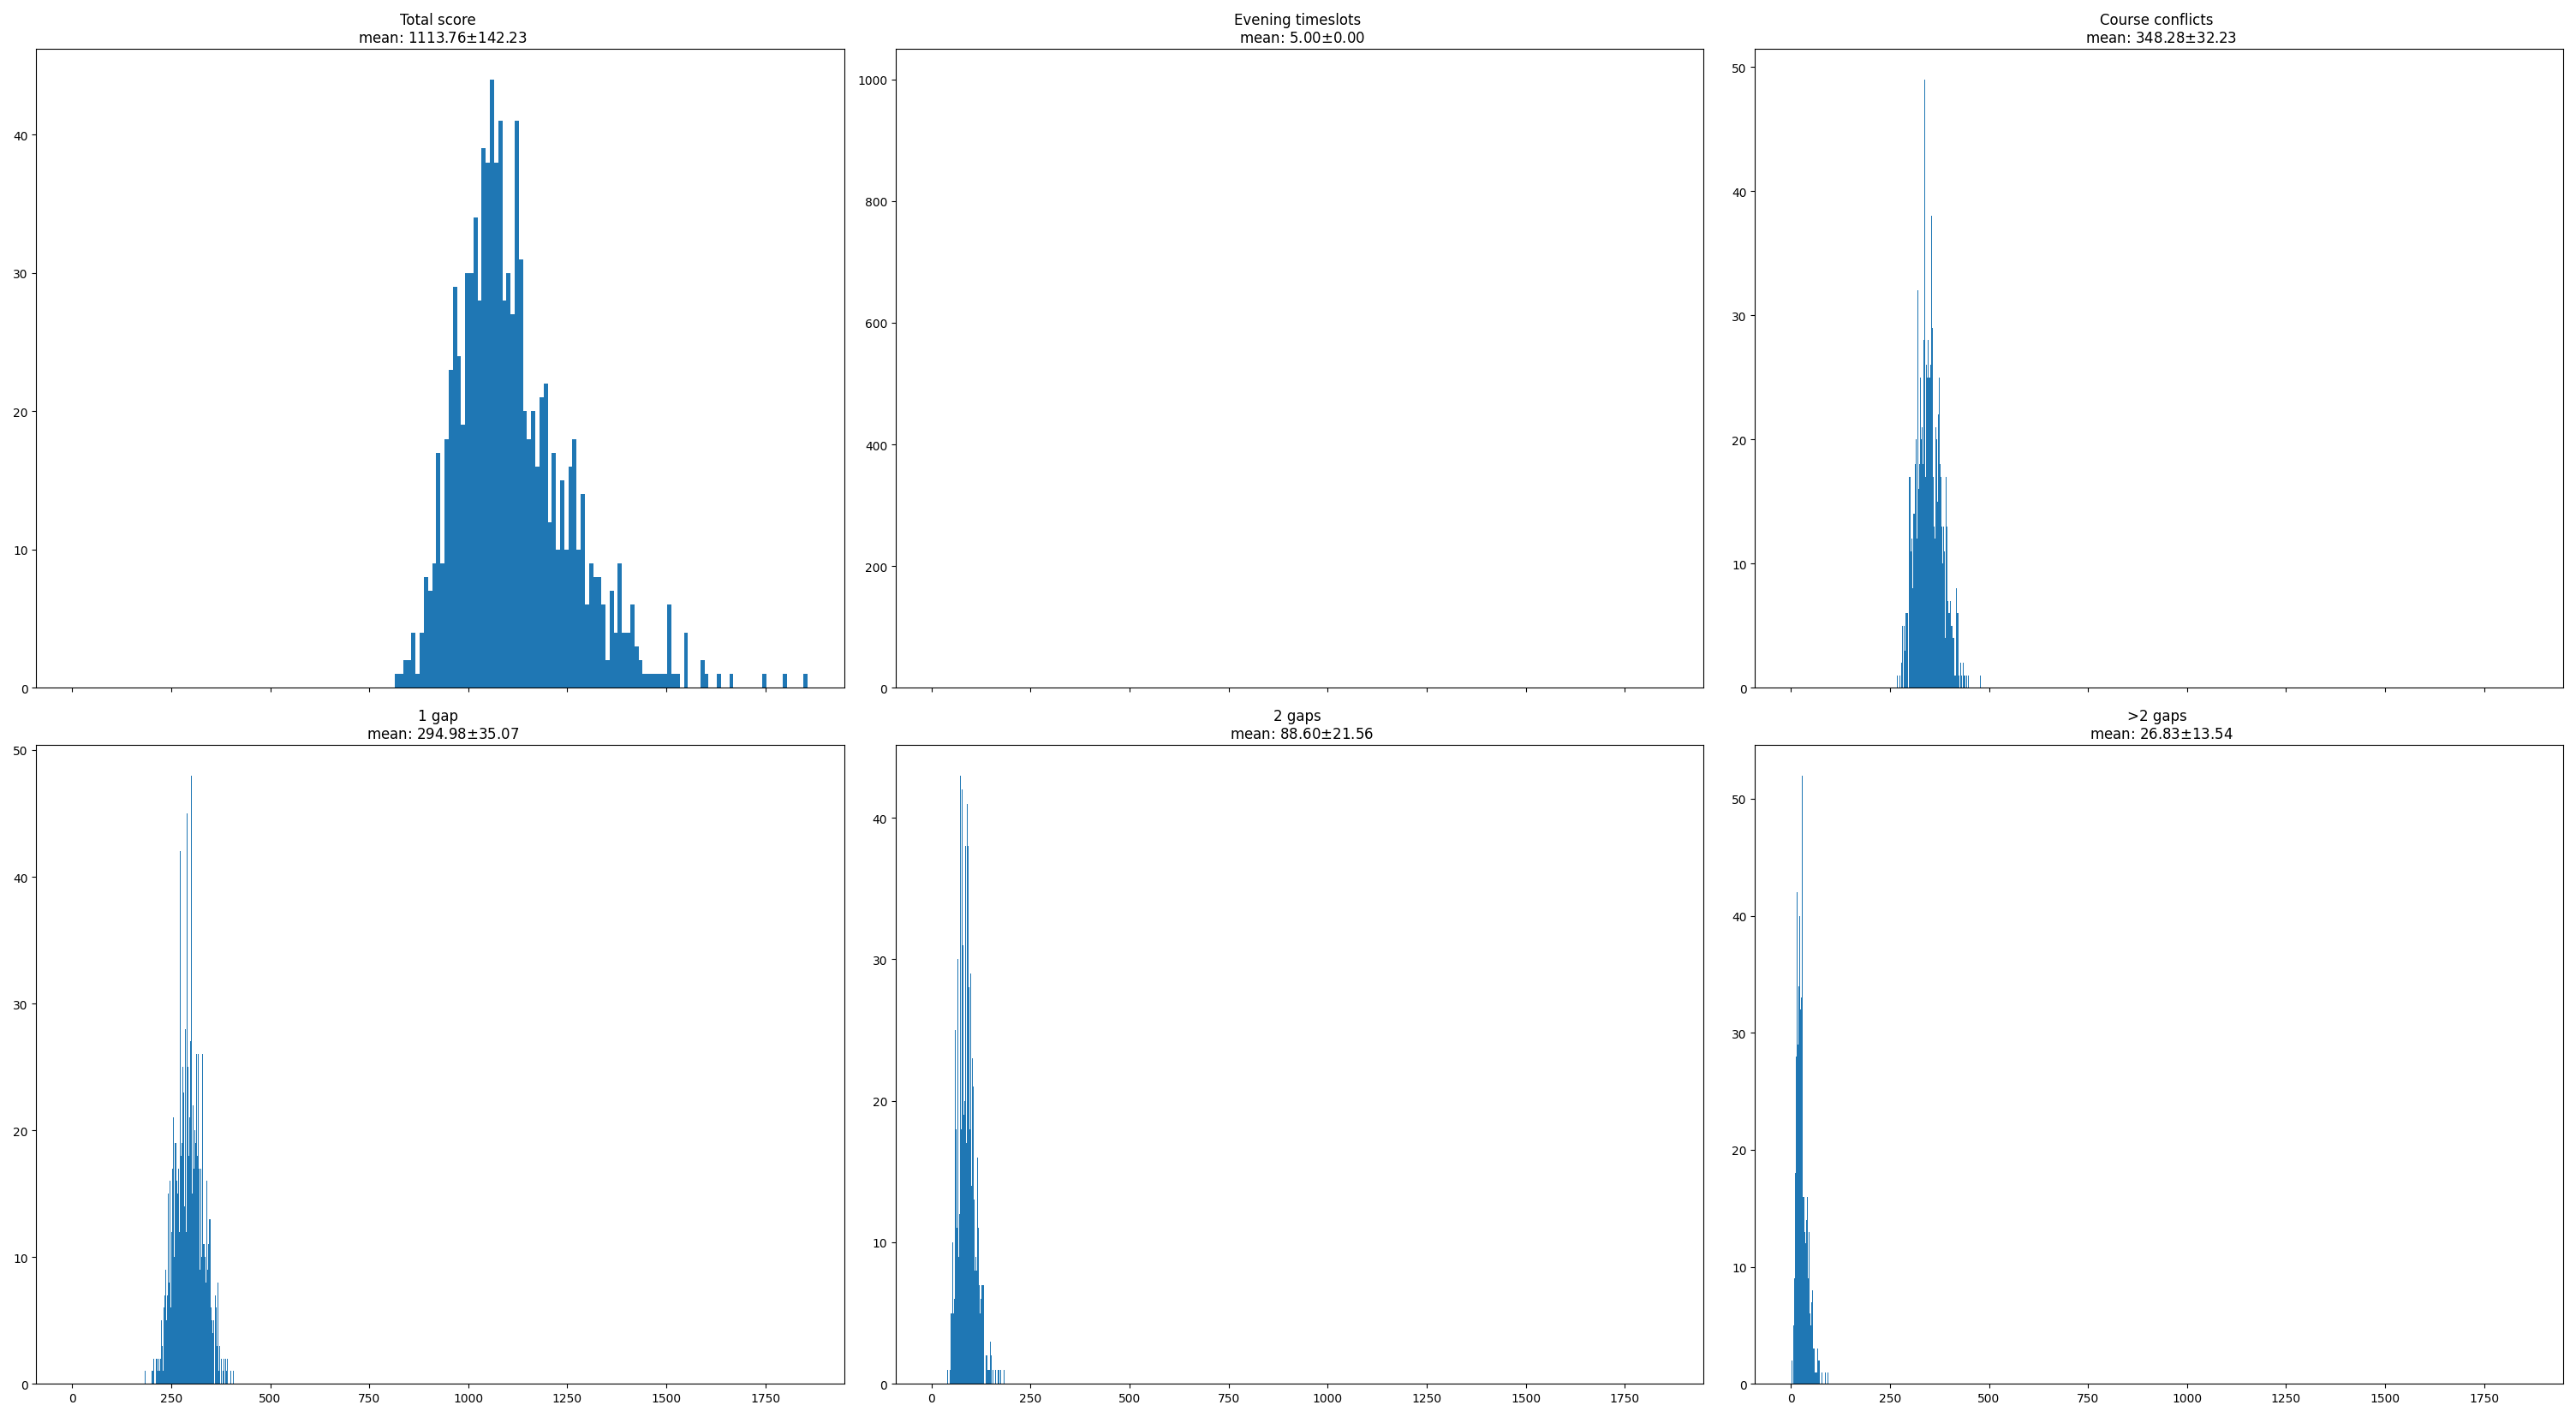 Total score
mean: 1113.76±142.23
40
30
20
10
0
Evening timeslots
mean: 5.00±0.00
1000
800
600
400
200
0
Course conflicts
mean: 348.28±32.23
50
40
30
20
10
0
1 gap
mean: 294.98±35.07
50
40
30
20
10
0
0 250 500 750 1000 1250 1500 1750
2 gaps
mean: 88.60±21.56
40
30
20
10
0
0 250 500 750 1000 1250 1500 1750
>2 gaps
mean: 26.83±13.54
50
40
30
20
10
0
0 250 500 750 1000 1250 1500 1750